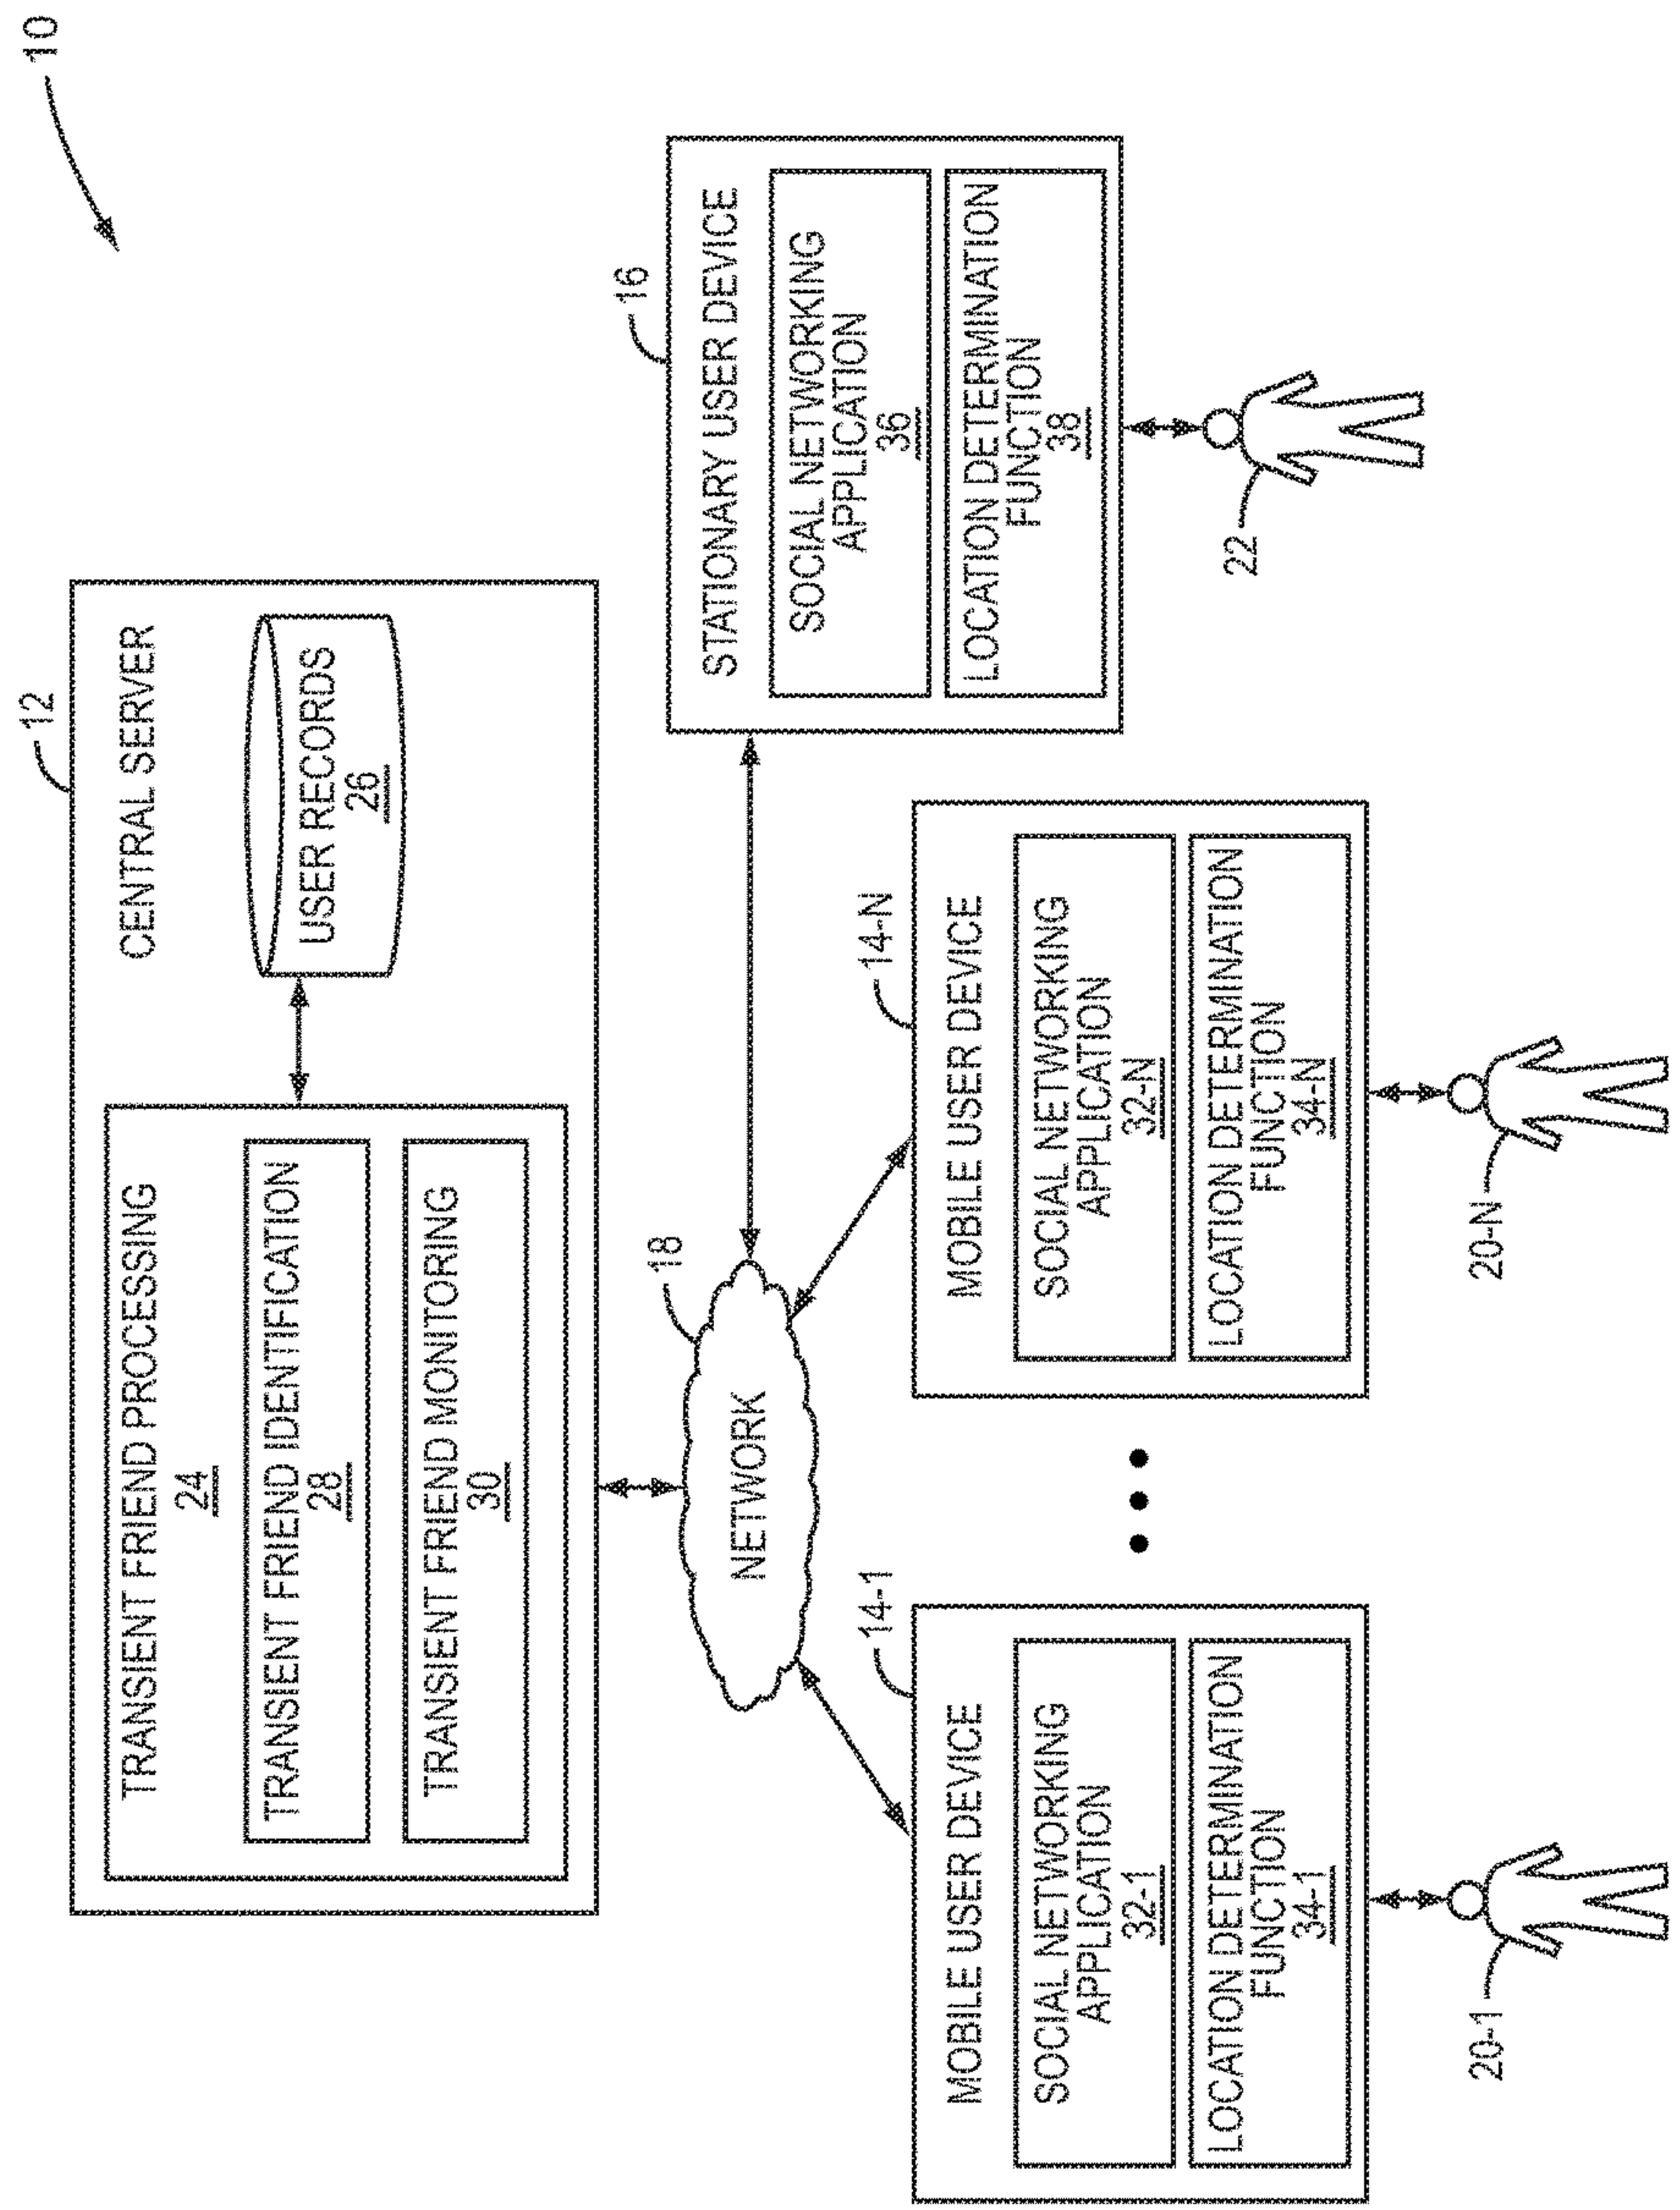 10
12
CENTRAL SERVER
TRANSIENT FRIEND PROCESSING
24
TRANSIENT FRIEND IDENTIFICATION
28
TRANSIENT FRIEND MONITORING
30
USER RECORDS
26
18
NETWORK
14-1
MOBILE USER DEVICE
SOCIAL NETWORKING
APPLICATION
32-1
LOCATION DETERMINATION
FUNCTION
34-1
20-1
14-N
MOBILE USER DEVICE
SOCIAL NETWORKING
APPLICATION
32-N
LOCATION DETERMINATION
FUNCTION
34-N
20-N
16
STATIONARY USER DEVICE
SOCIAL NETWORKING
APPLICATION
36
LOCATION DETERMINATION
FUNCTION
38
22